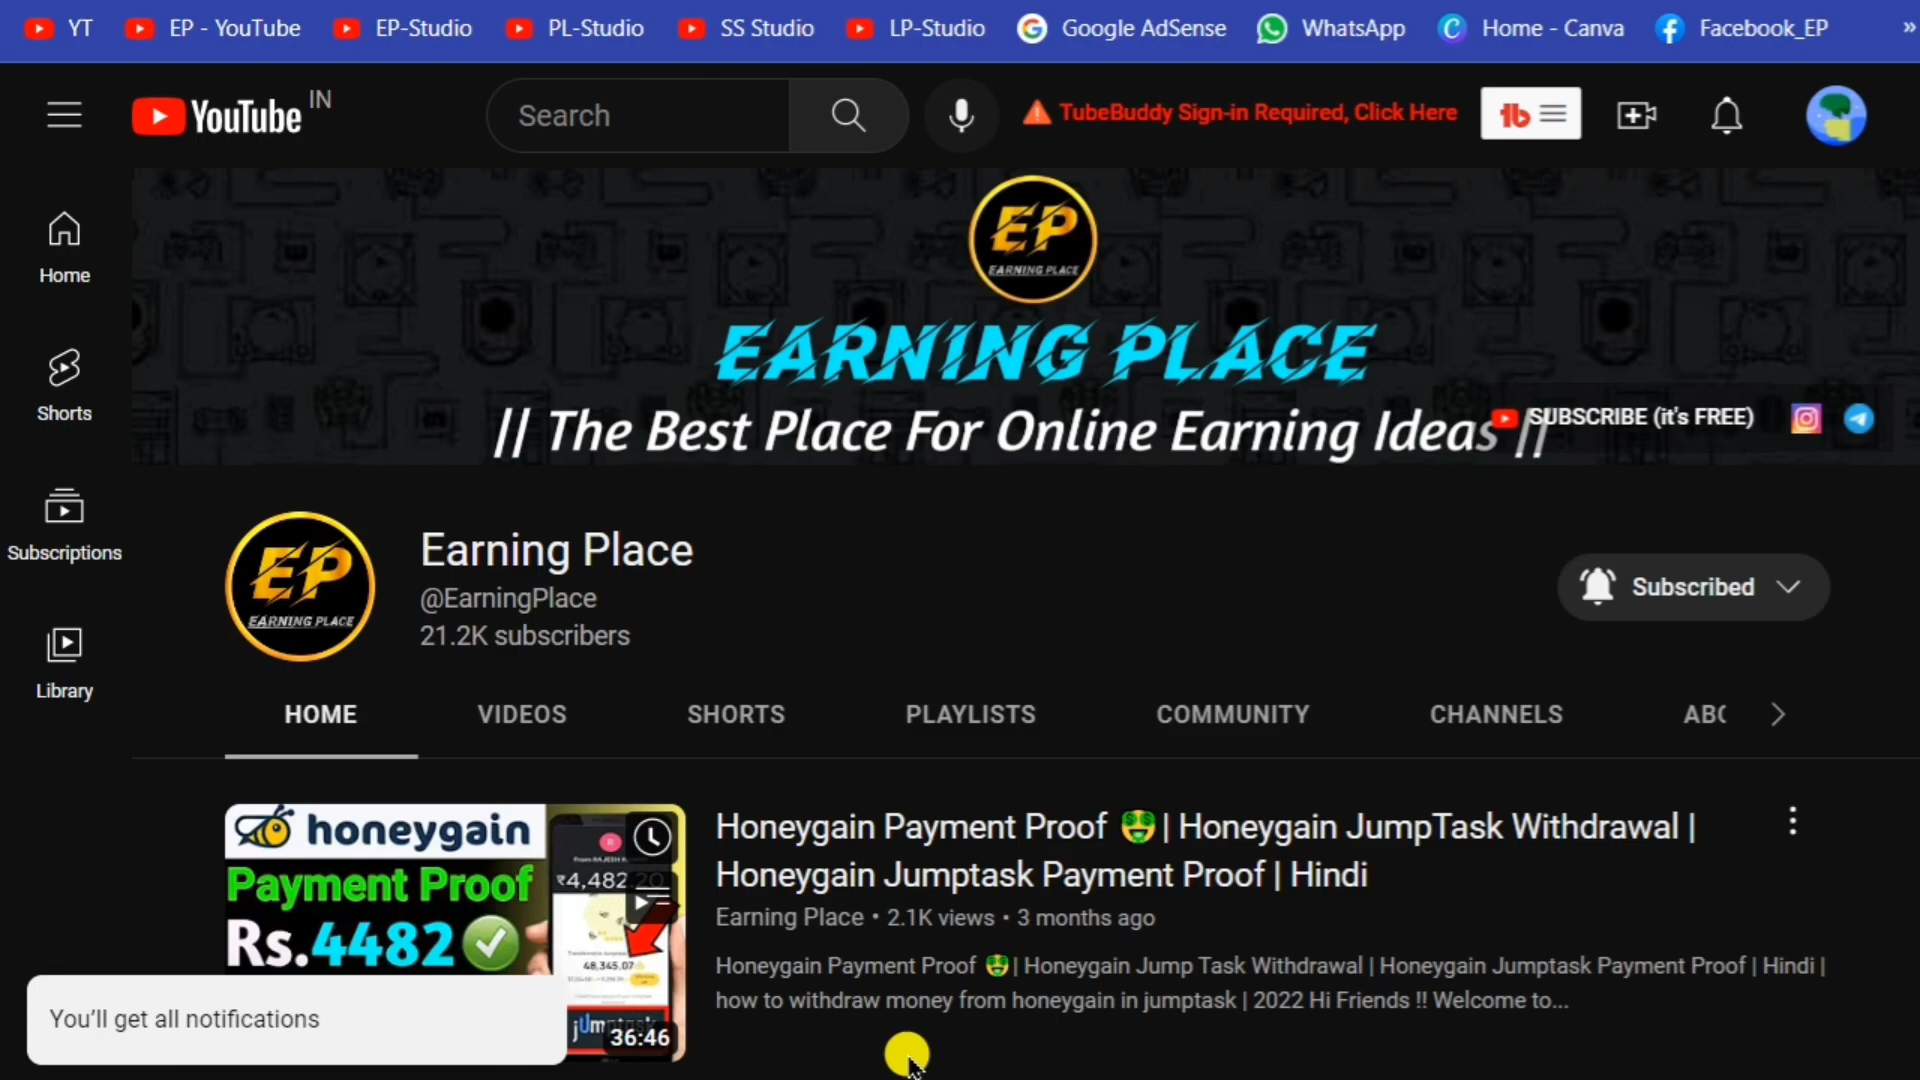 YT EP - YouTube EP-Studio PL-Studio SS Studio LP-Studio Google AdSense WhatsApp Home - Canva Facebook_EP »
YouTube IN
Search
TubeBuddy Sign-in Required, Click Here
EP
EARNING PLACE
EARNING PLACE
// The Best Place For Online Earning Ideas //
SUBSCRIBE (it's FREE)
Home
Shorts
Subscriptions
Library
EP
EARNING PLACE
Earning Place
@EarningPlace
21.2K subscribers
Subscribed
HOME VIDEOS SHORTS PLAYLISTS COMMUNITY CHANNELS ABC
honeygain
Payment Proof
Rs.4482
₹4,482.20
48,345.07
jumptask
36:46
Honeygain Payment Proof 🤑| Honeygain JumpTask Withdrawal |
Honeygain Jumptask Payment Proof | Hindi
Earning Place • 2.1K views • 3 months ago
Honeygain Payment Proof 🤑| Honeygain Jump Task Withdrawal | Honeygain Jumptask Payment Proof | Hindi |
how to withdraw money from honeygain in jumptask | 2022 Hi Friends !! Welcome to...
You’ll get all notifications